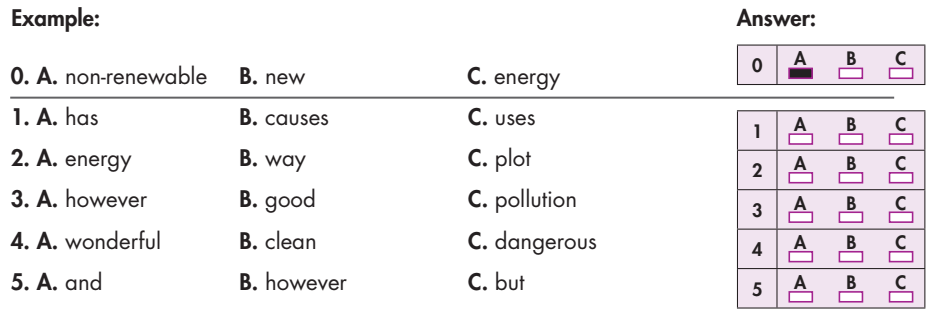 Example: Answer:
0. A. non-renewable B. new C. energy 0 A B C
1. A. has B. causes C. uses 1 A B C
2. A. energy B. way C. plot 2 A B C
3. A. however B. good C. pollution 3 A B C
4. A. wonderful B. clean C. dangerous 4 A B C
5. A. and B. however C. but 5 A B C